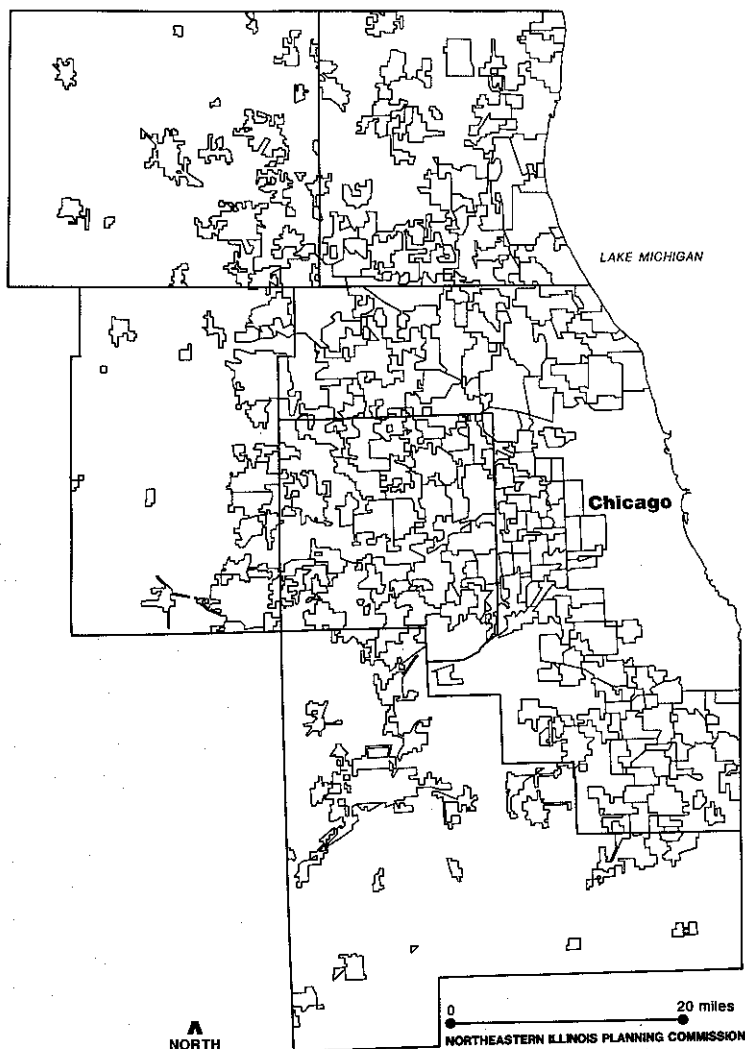 LAKE MICHIGAN
Chicago
0
20 miles
NORTH
NORTHEASTERN ILLINOIS PLANNING COMMISSION